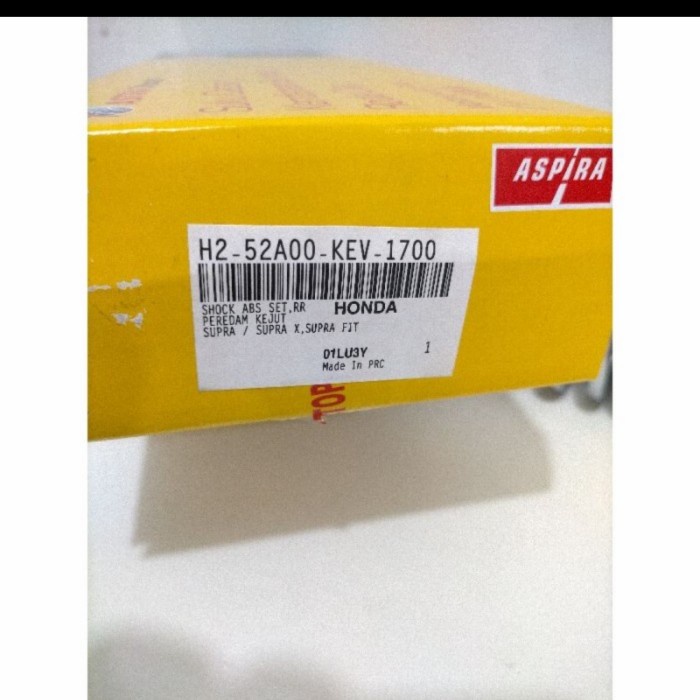 ASPIRA
H2-52A00-KEV-1700
SHOCK ABS SET,RR HONDA
PEREDAM KEJUT
SUPRA / SUPRA X,SUPRA FIT
01LU3Y 1
Made In PRC
TOP